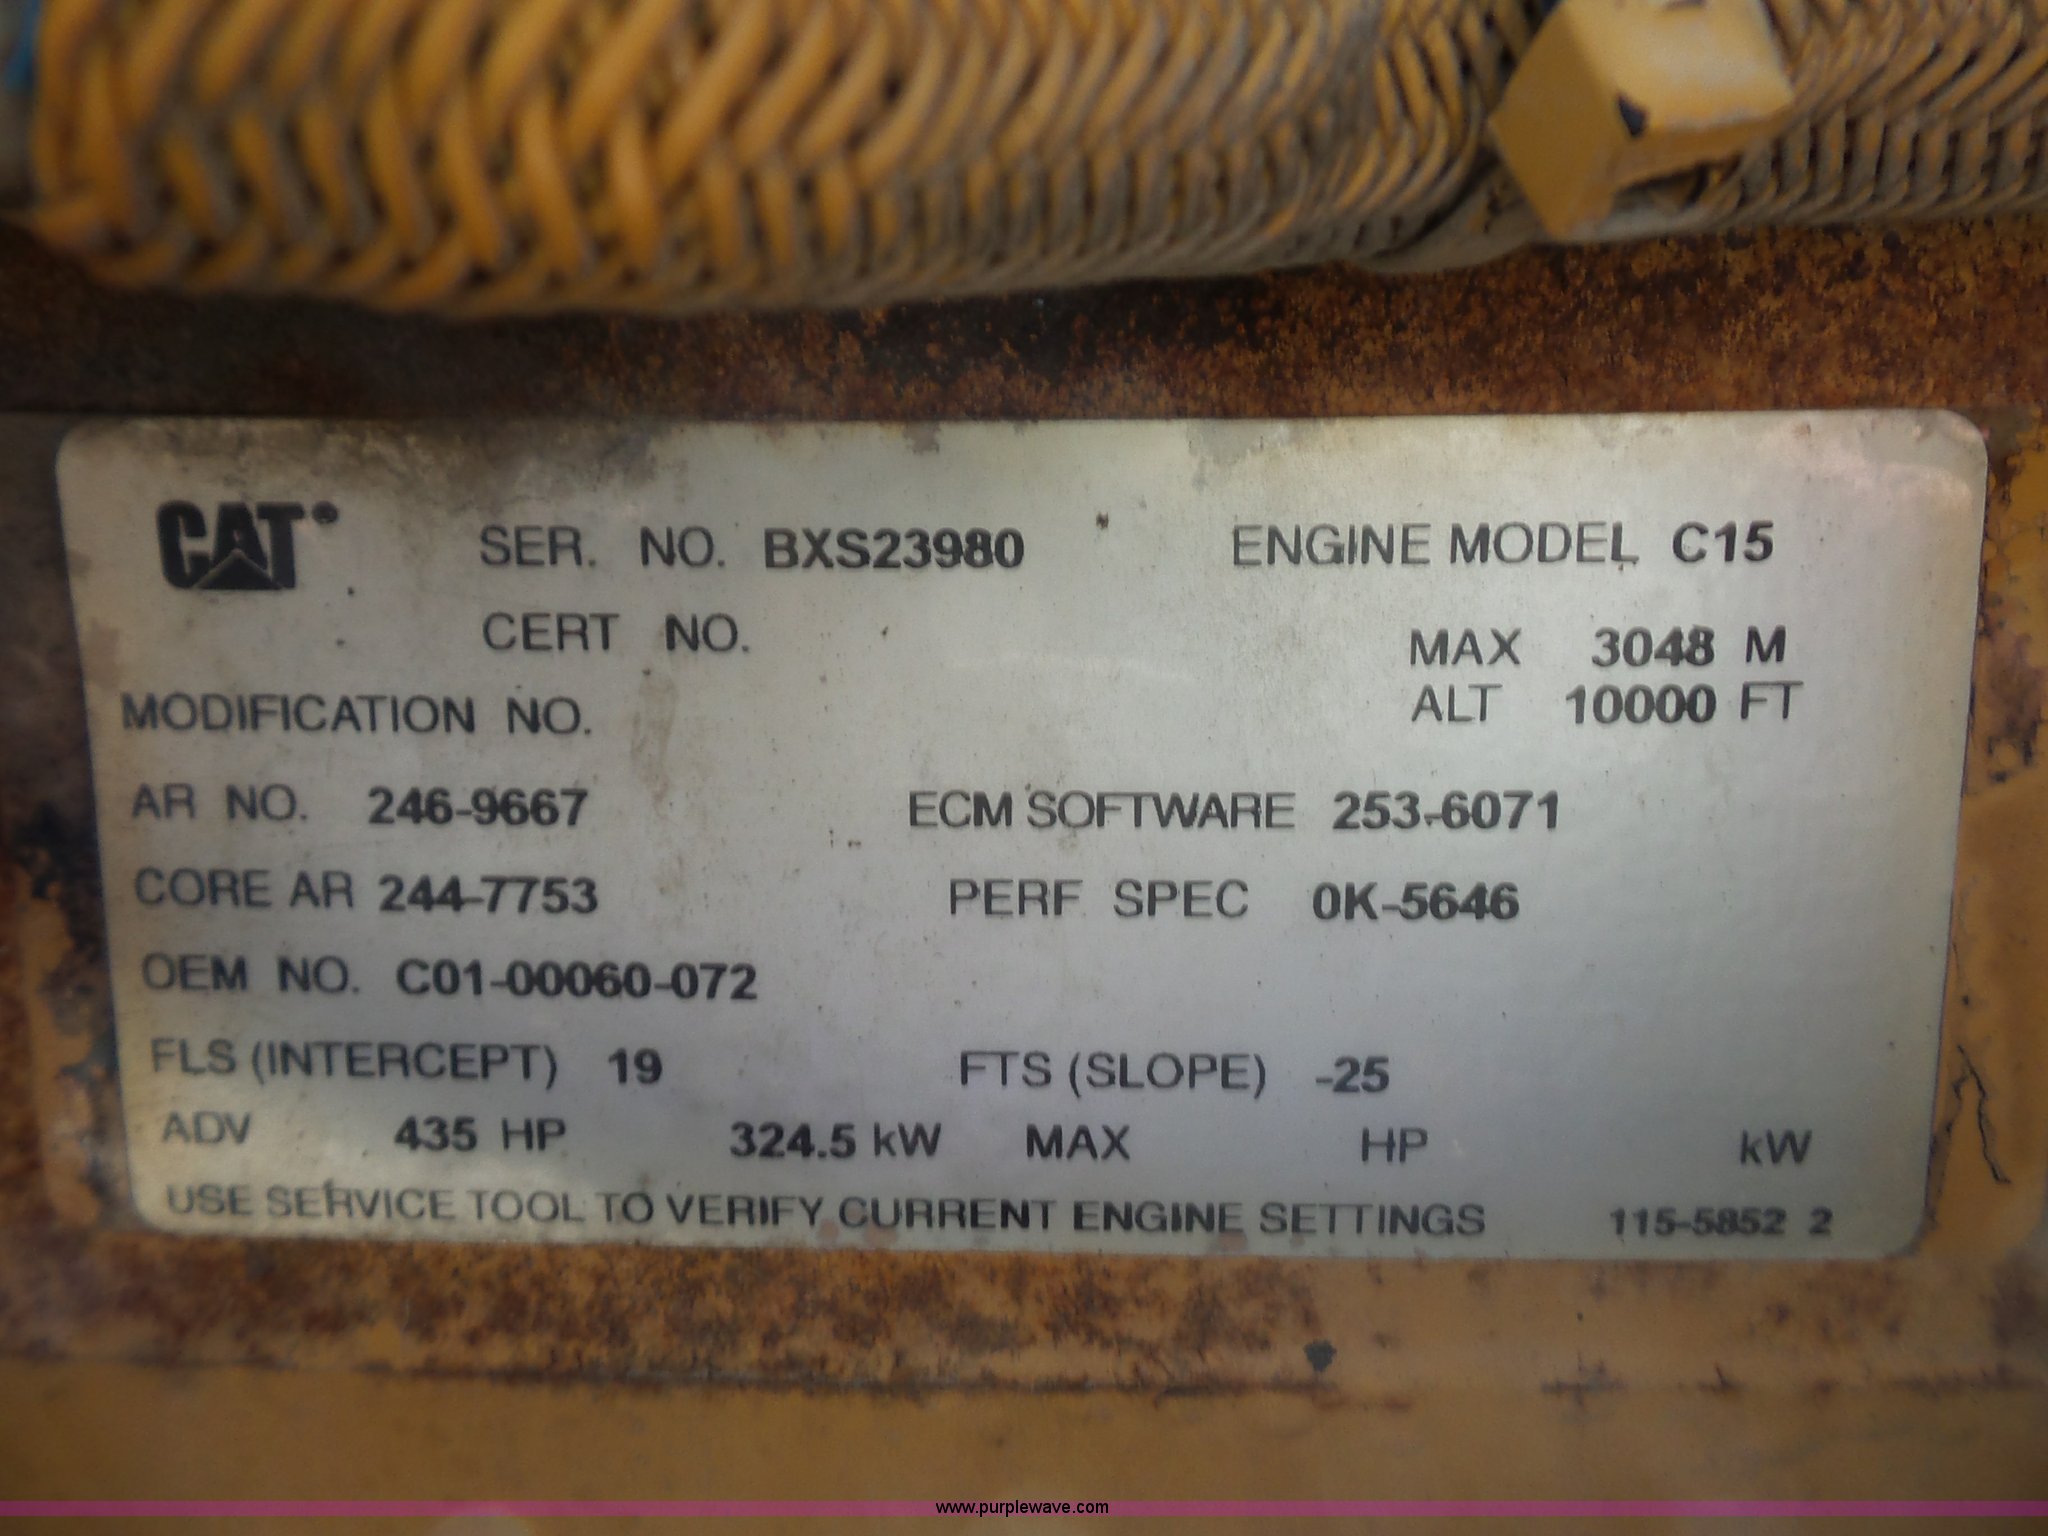 CAT SER. NO. BXS23980 ENGINE MODEL C15
CERT NO. MAX 3048 M
MODIFICATION NO. ALT 10000 FT
AR NO. 246-9667 ECM SOFTWARE 253-6071
CORE AR 244-7753 PERF SPEC 0K-5646
OEM NO. C01-00060-072
FLS (INTERCEPT) 19 FTS (SLOPE) -25
ADV 435 HP 324.5 kW MAX HP kW
USE SERVICE TOOL TO VERIFY CURRENT ENGINE SETTINGS 115-5852 2
www.purplewave.com